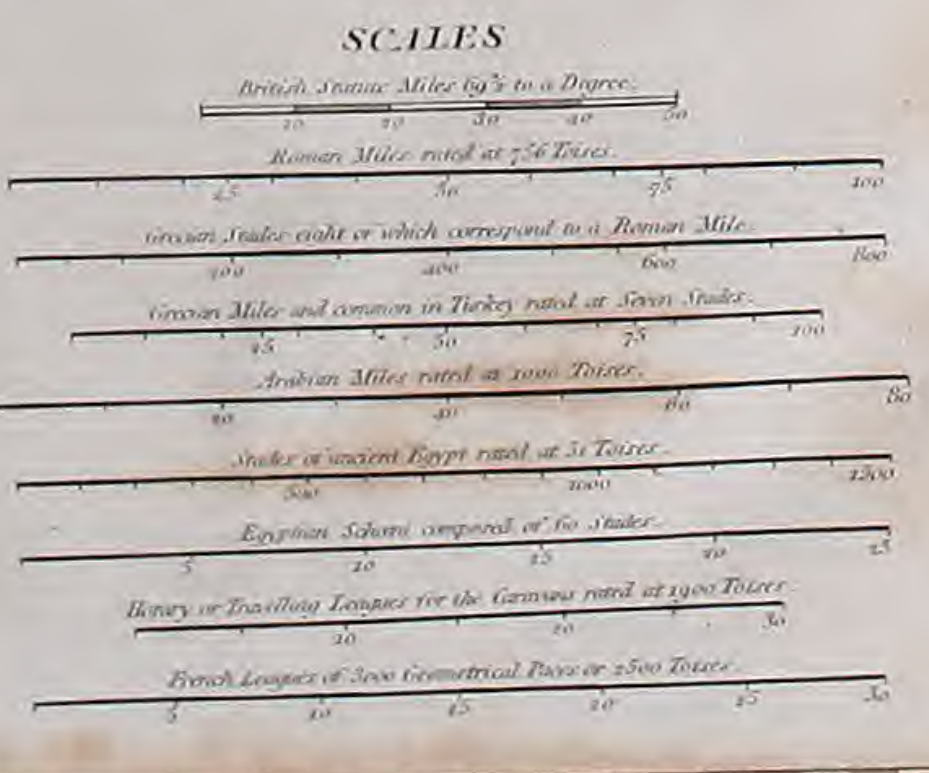 SCALES
British Statute Miles 69½ to a Degree.
10 20 30 40 50
Roman Miles rated at 756 Toises.
25 50 75 100
Grecian Stades eight of which correspond to a Roman Mile.
200 400 600 800
Grecian Miles and common in Turkey rated at Seven Stades.
25 50 75 100
Arabian Miles rated at 1000 Toises.
20 40 60 80
Stades of ancient Egypt rated at 51 Toises.
500 1000 1500
Egyptian Schæni composed of 60 Stades.
5 10 15 20 25
Horary or Travelling Leagues for the Caravans rated at 1900 Toises
10 20 30
French Leagues of 3000 Geometrical Paces or 2500 Toises.
5 10 15 20 25 30